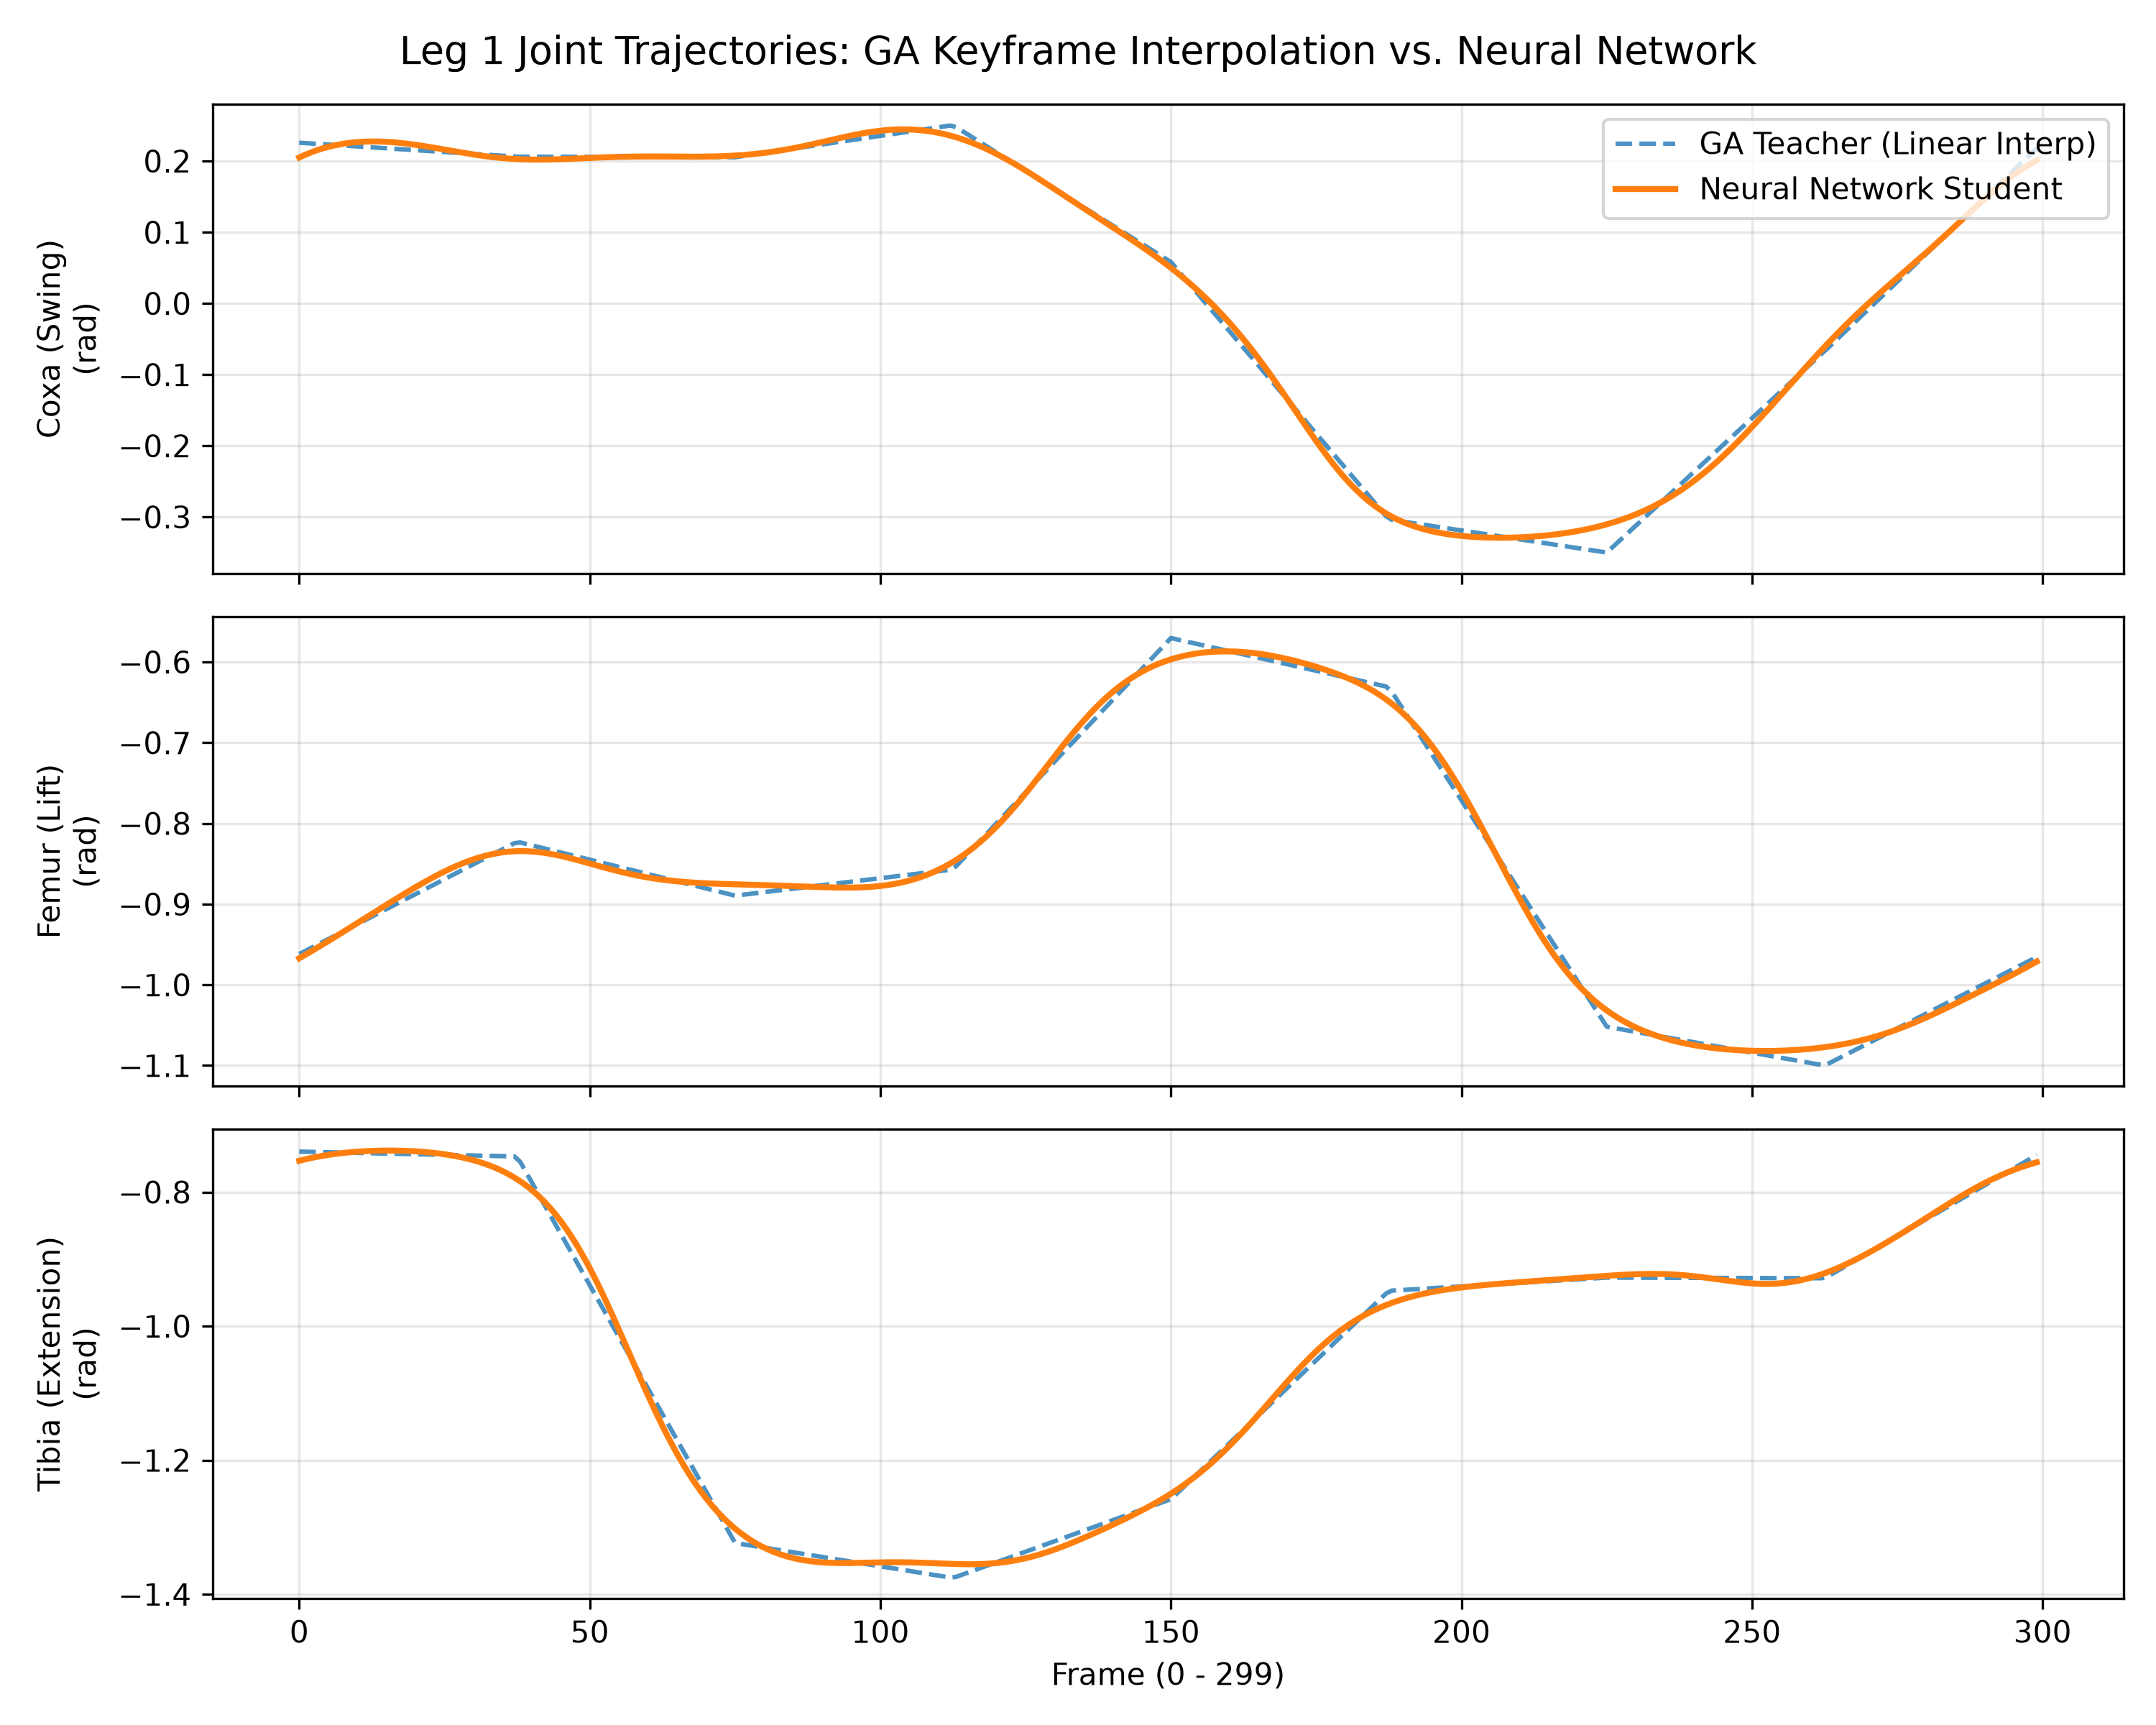 Leg 1 Joint Trajectories: GA Keyframe Interpolation vs. Neural Network
GA Teacher (Linear Interp)
Neural Network Student
Coxa (Swing)
(rad)
0.2
0.1
0.0
−0.1
−0.2
−0.3
Femur (Lift)
(rad)
−0.6
−0.7
−0.8
−0.9
−1.0
−1.1
Tibia (Extension)
(rad)
−0.8
−1.0
−1.2
−1.4
0 50 100 150 200 250 300
Frame (0 - 299)